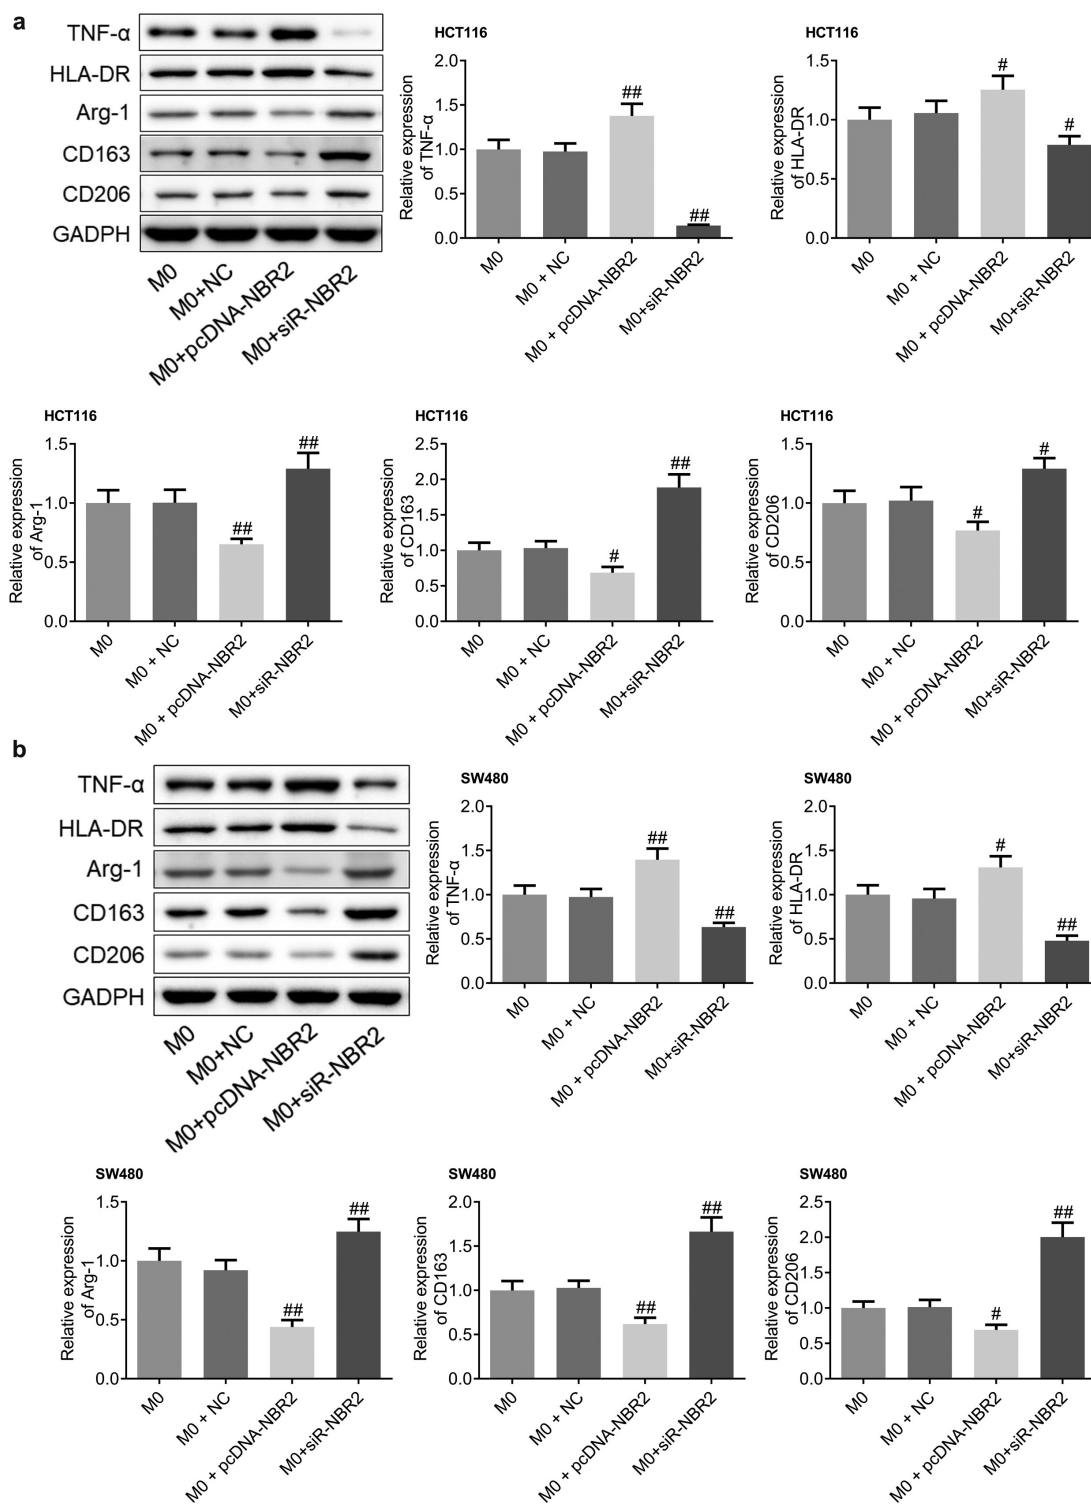 a
TNF-α
HLA-DR
Arg-1
CD163
CD206
GADPH
M0
M0+NC
M0+pcDNA-NBR2
M0+siR-NBR2
HCT116
Relative expression
of TNF-α
2.0
1.5
1.0
0.5
0.0
##
##
M0
M0 + NC
M0 + pcDNA-NBR2
M0+siR-NBR2
HCT116
Relative expression
of HLA-DR
1.5
1.0
0.5
0.0
#
#
M0
M0 + NC
M0 + pcDNA-NBR2
M0+siR-NBR2
HCT116
Relative expression
of Arg-1
1.5
1.0
0.5
0.0
##
##
M0
M0 + NC
M0 + pcDNA-NBR2
M0+siR-NBR2
HCT116
Relative expression
of CD163
2.5
2.0
1.5
1.0
0.5
0.0
#
##
M0
M0 + NC
M0 + pcDNA-NBR2
M0+siR-NBR2
HCT116
Relative expression
of CD206
1.5
1.0
0.5
0.0
#
#
M0
M0 + NC
M0 + pcDNA-NBR2
M0+siR-NBR2
b
TNF-α
HLA-DR
Arg-1
CD163
CD206
GADPH
M0
M0+NC
M0+pcDNA-NBR2
M0+siR-NBR2
SW480
Relative expression
of TNF-α
2.0
1.5
1.0
0.5
0.0
##
##
M0
M0 + NC
M0 + pcDNA-NBR2
M0+siR-NBR2
SW480
Relative expression
of HLA-DR
2.0
1.5
1.0
0.5
0.0
#
##
M0
M0 + NC
M0 + pcDNA-NBR2
M0+siR-NBR2
SW480
Relative expression
of Arg-1
1.5
1.0
0.5
0.0
##
##
M0
M0 + NC
M0 + pcDNA-NBR2
M0+siR-NBR2
SW480
Relative expression
of CD163
2.0
1.5
1.0
0.5
0.0
##
##
M0
M0 + NC
M0 + pcDNA-NBR2
M0+siR-NBR2
SW480
Relative expression
of CD206
2.5
2.0
1.5
1.0
0.5
0.0
#
##
M0
M0 + NC
M0 + pcDNA-NBR2
M0+siR-NBR2